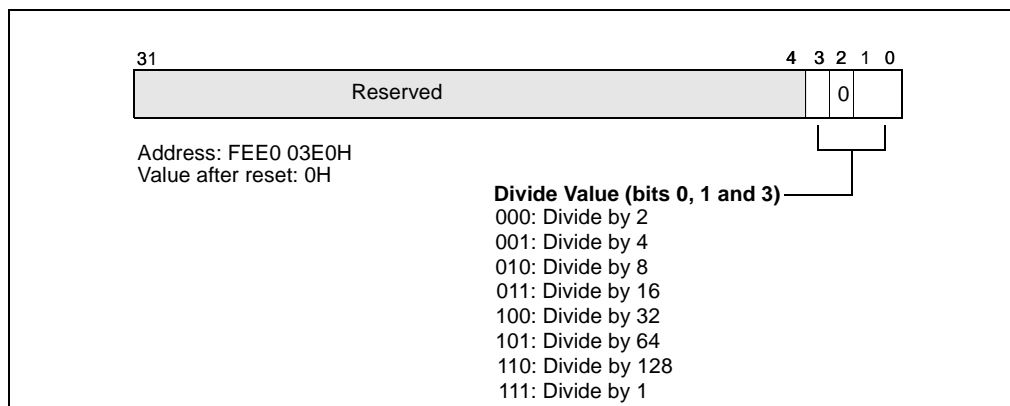 31 4 3 2 1 0
Reserved 0
Address: FEE0 03E0H
Value after reset: 0H
Divide Value (bits 0, 1 and 3)
000: Divide by 2
001: Divide by 4
010: Divide by 8
011: Divide by 16
100: Divide by 32
101: Divide by 64
110: Divide by 128
111: Divide by 1